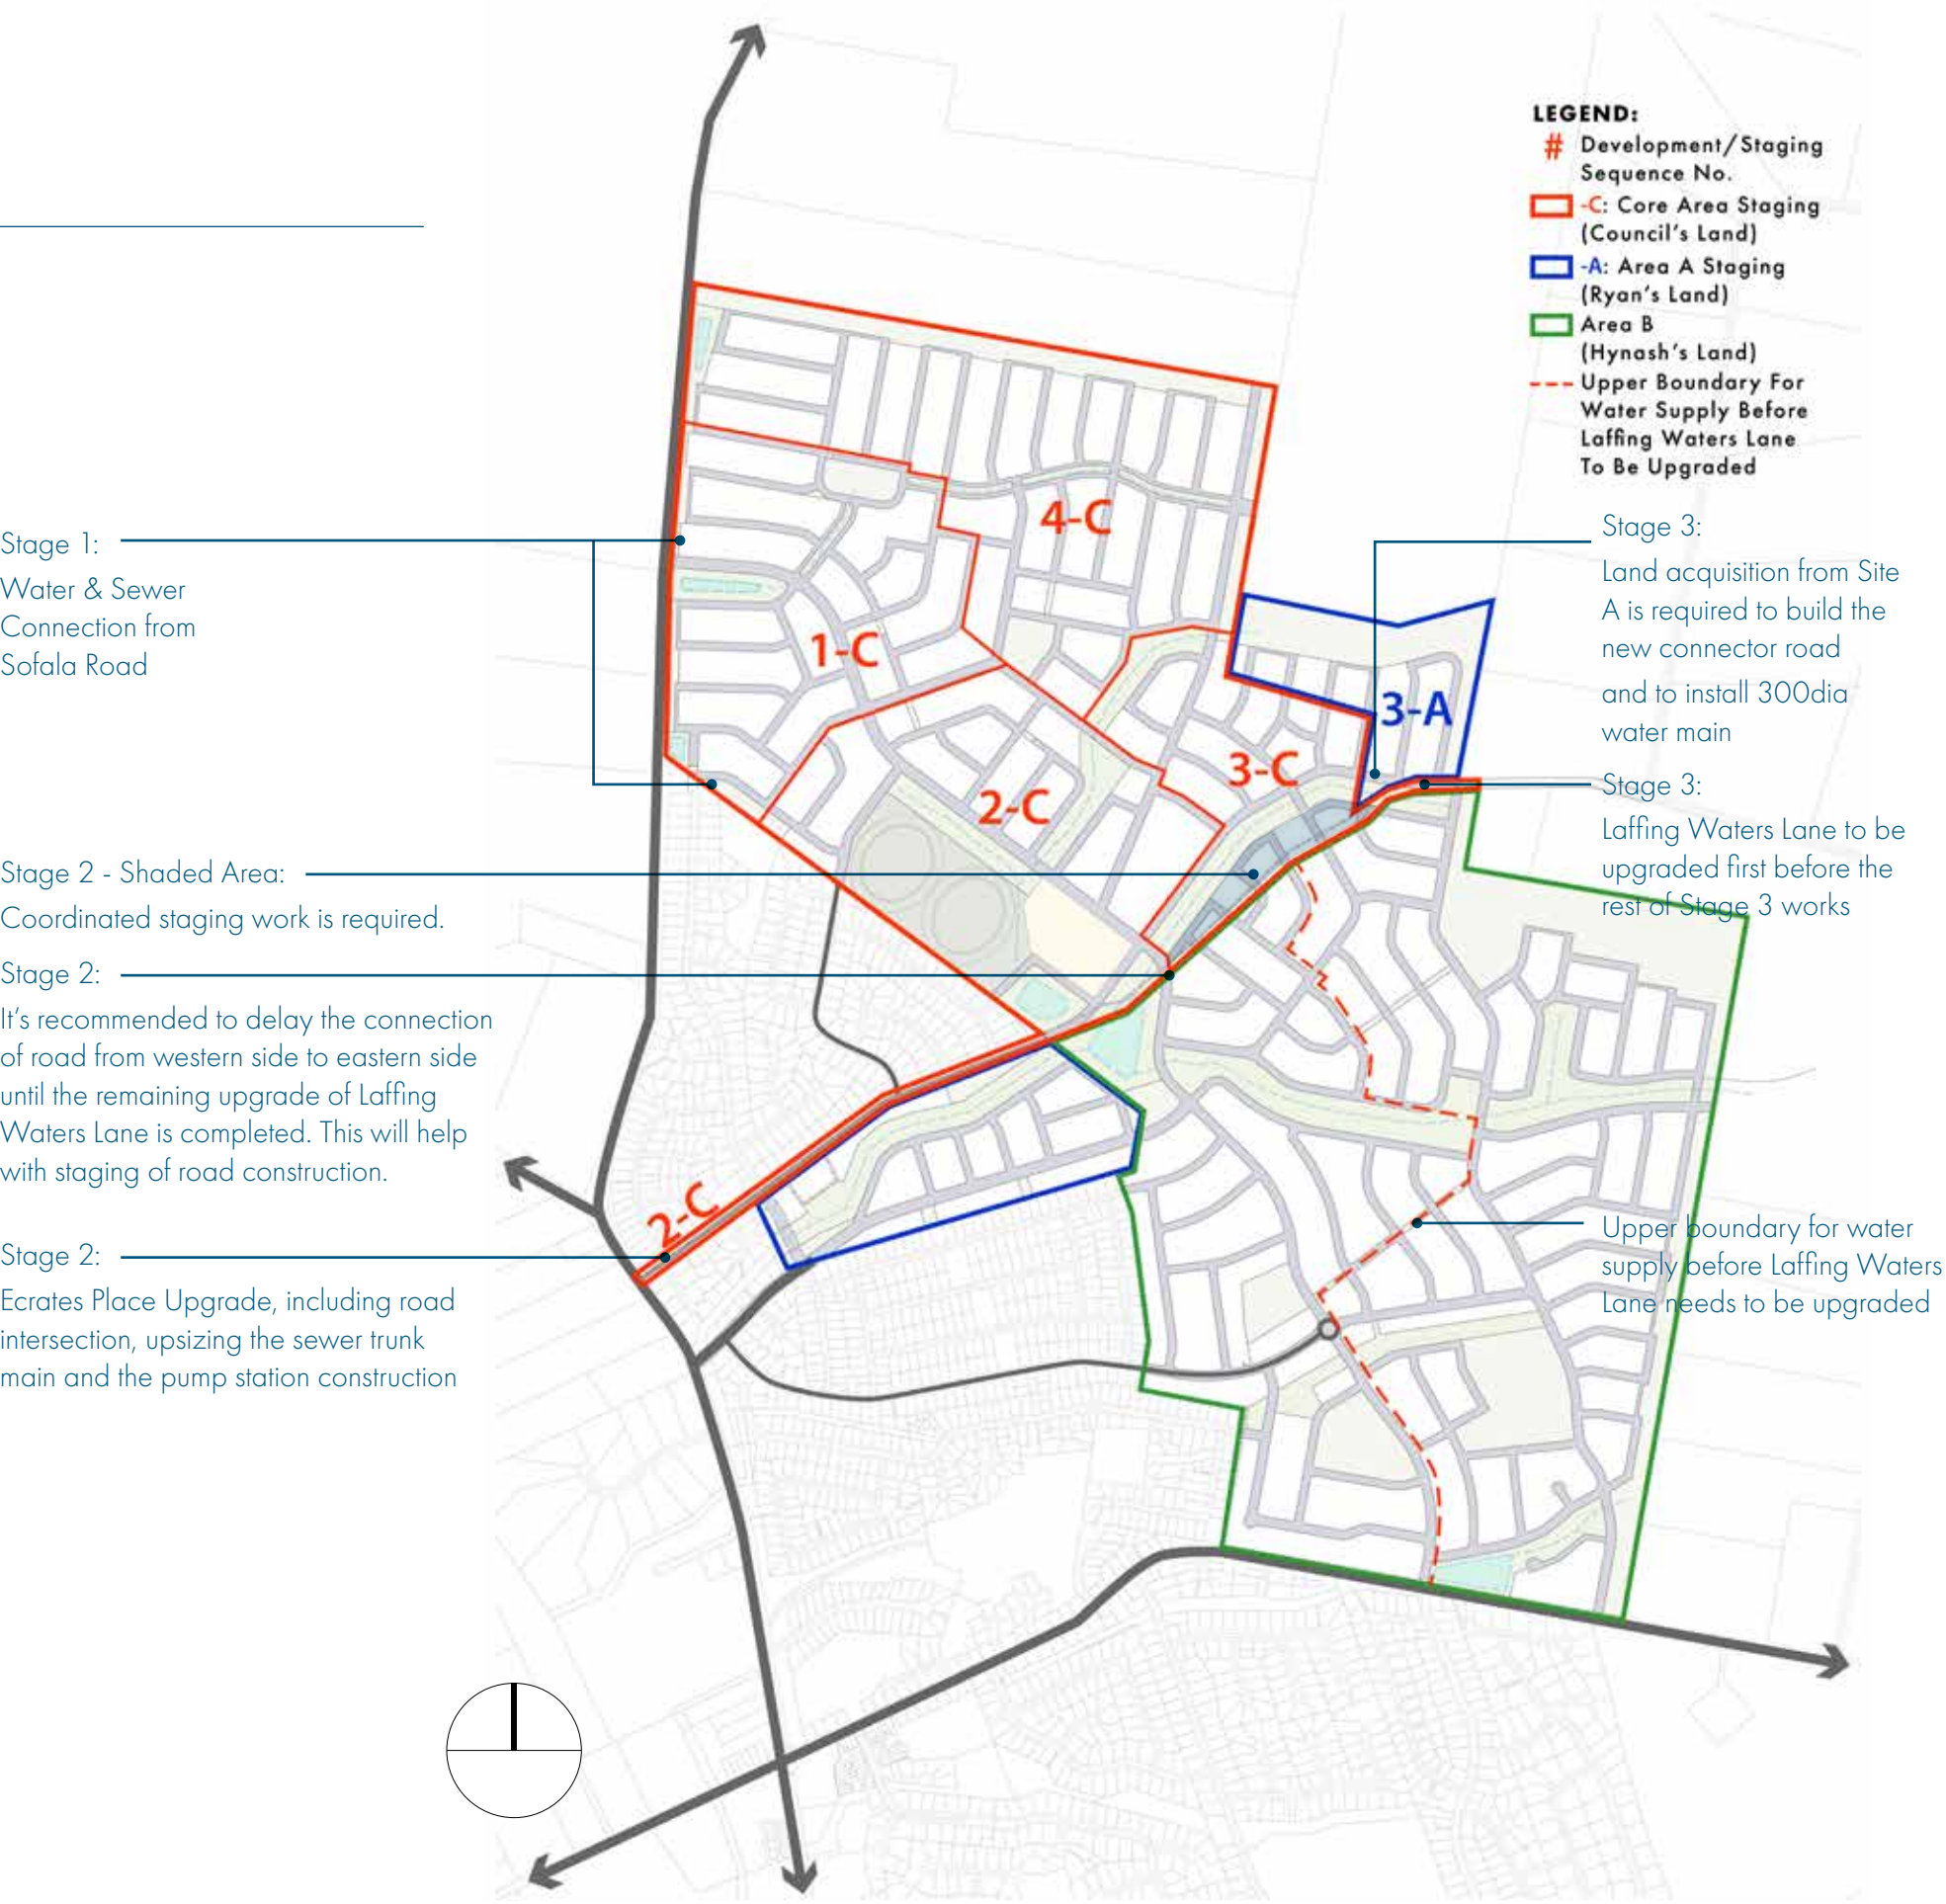 LEGEND:
# Development/Staging
Sequence No.
-C: Core Area Staging
(Council's Land)
-A: Area A Staging
(Ryan's Land)
Area B
(Hynash's Land)
Upper Boundary For
Water Supply Before
Laffing Waters Lane
To Be Upgraded
Stage 1:
Water & Sewer
Connection from
Sofala Road
Stage 2 - Shaded Area:
Coordinated staging work is required.
Stage 2:
It's recommended to delay the connection
of road from western side to eastern side
until the remaining upgrade of Laffing
Waters Lane is completed. This will help
with staging of road construction.
Stage 2:
Ecrates Place Upgrade, including road
intersection, upsizing the sewer trunk
main and the pump station construction
4-C
1-C
3-A
3-C
2-C
2-C
Stage 3:
Land acquisition from Site
A is required to build the
new connector road
and to install 300dia
water main
Stage 3:
Laffing Waters Lane to be
upgraded first before the
rest of Stage 3 works
Upper boundary for water
supply before Laffing Waters
Lane needs to be upgraded